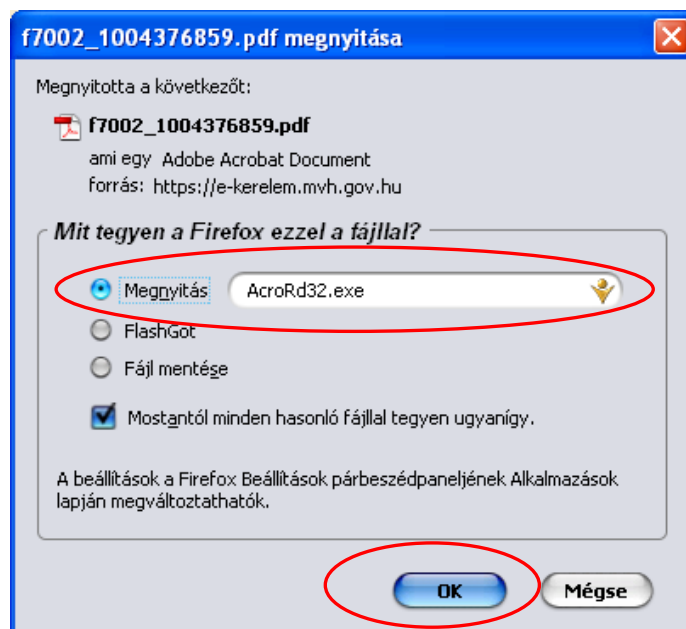 f7002_1004376859.pdf megnyitása
Megnyitotta a következőt:
f7002_1004376859.pdf
ami egy Adobe Acrobat Document
forrás: https://e-kerelem.mvh.gov.hu
Mit tegyen a Firefox ezzel a fájllal?
Megnyitás AcroRd32.exe
FlashGot
Fájl mentése
Mostantól minden hasonló fájllal tegyen ugyanígy.
A beállítások a Firefox Beállítások párbeszédpaneljének Alkalmazások
lapján megváltoztathatók.
OK Mégse